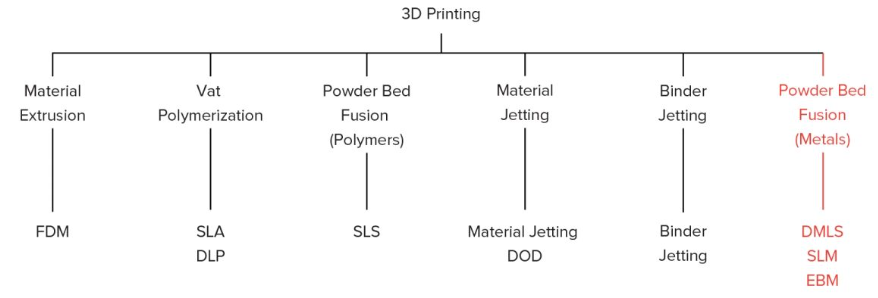 3D Printing
Material
Extrusion
Vat
Polymerization
Powder Bed
Fusion
(Polymers)
Material
Jetting
Binder
Jetting
Powder Bed
Fusion
(Metals)
FDM
SLA
DLP
SLS
Material Jetting
DOD
Binder
Jetting
DMLS
SLM
EBM